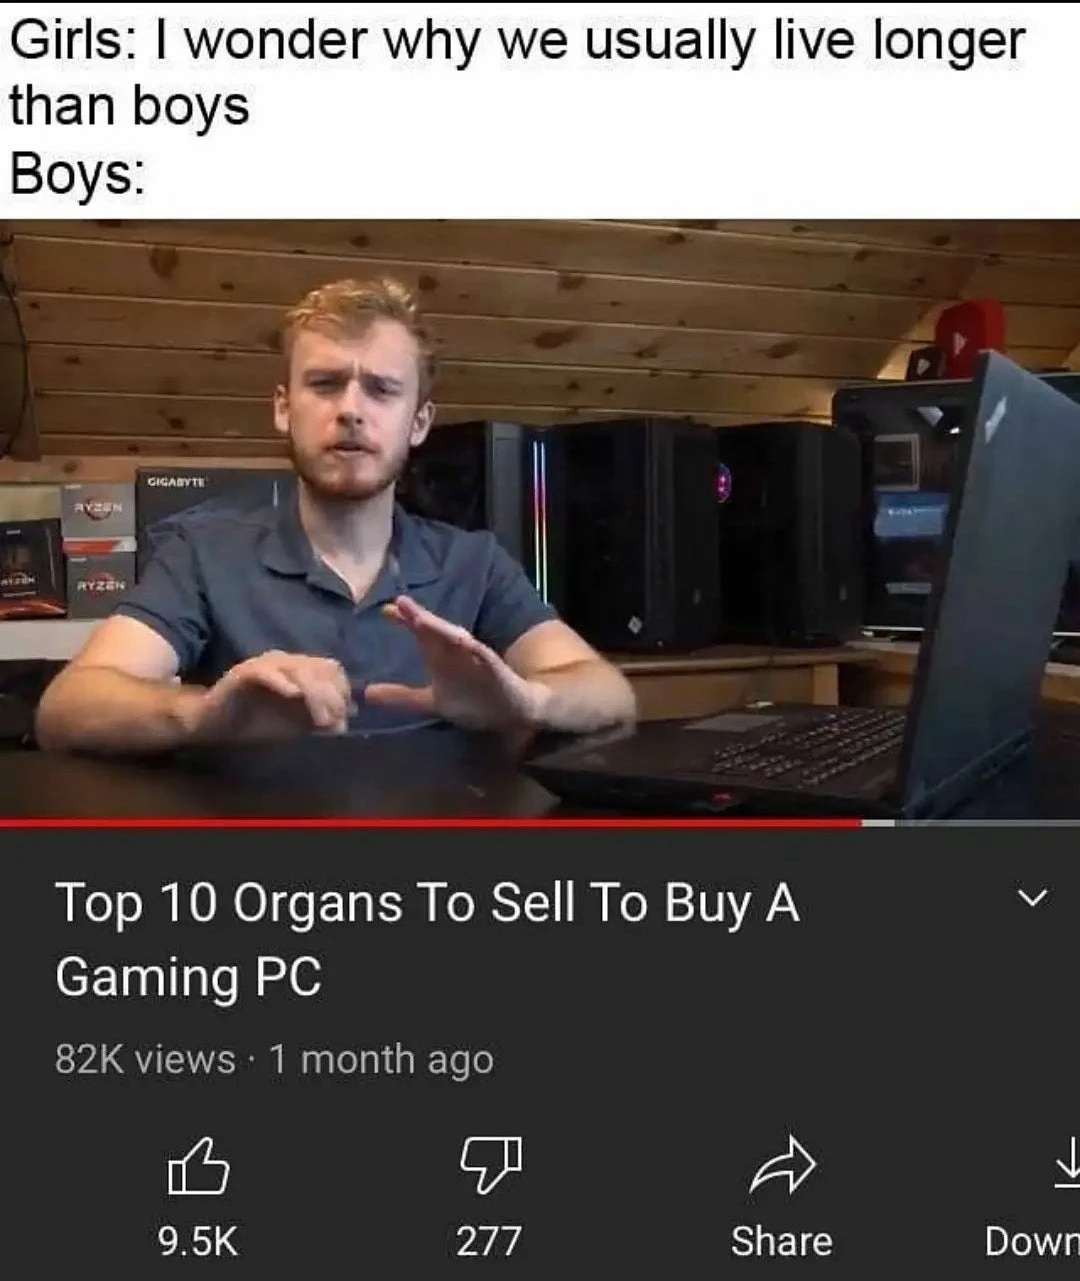 Girls: I wonder why we usually live longer
than boys
Boys:
GIGABYTE
RYZEN
RYZEN
RYZEN
Top 10 Organs To Sell To Buy A
Gaming PC
82K views · 1 month ago
9.5K
277
Share
Down